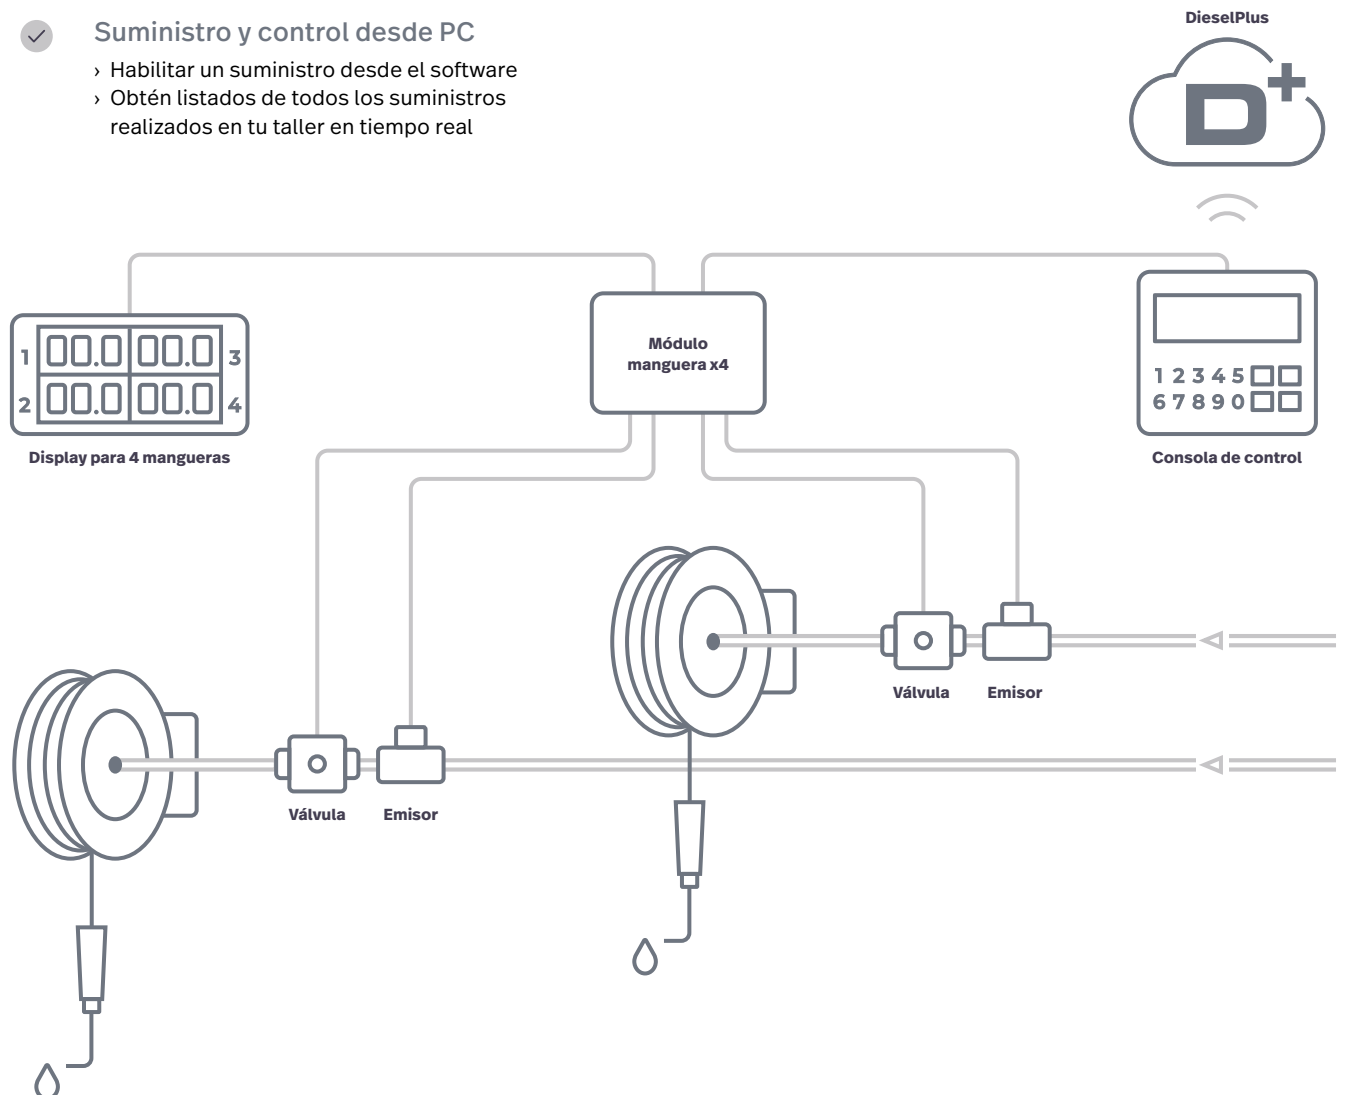 DieselPlus
D+
Suministro y control desde PC
› Habilitar un suministro desde el software
› Obtén listados de todos los suministros
realizados en tu taller en tiempo real
1 00.0 00.0 3
2 00.0 00.0 4
Display para 4 mangueras
Módulo
manguera x4
1 2 3 4 5
6 7 8 9 0
Consola de control
Válvula Emisor
Válvula Emisor